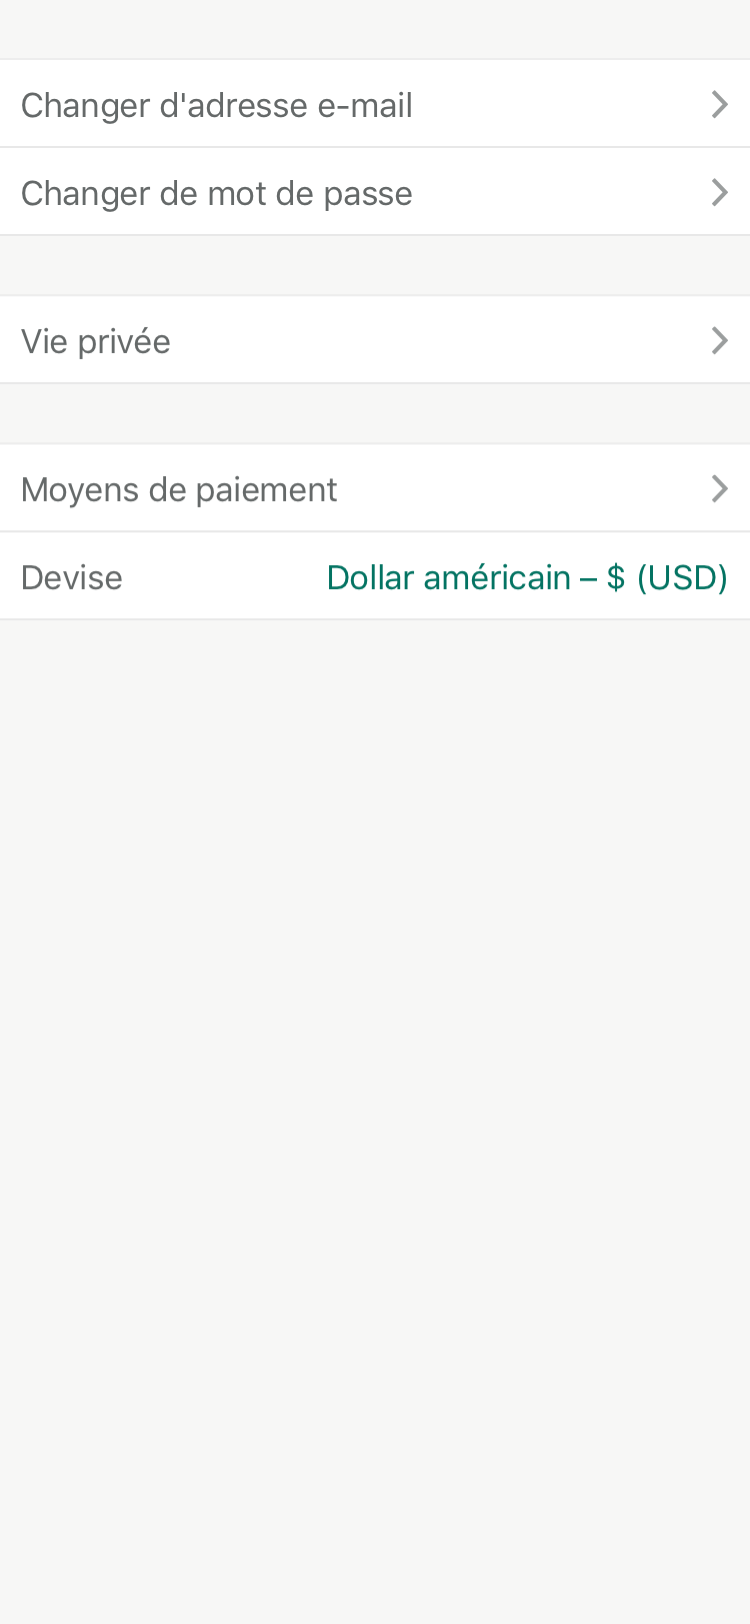 Changer d'adresse e-mail
Changer de mot de passe
Vie privée
Moyens de paiement
Devise Dollar américain – $ (USD)